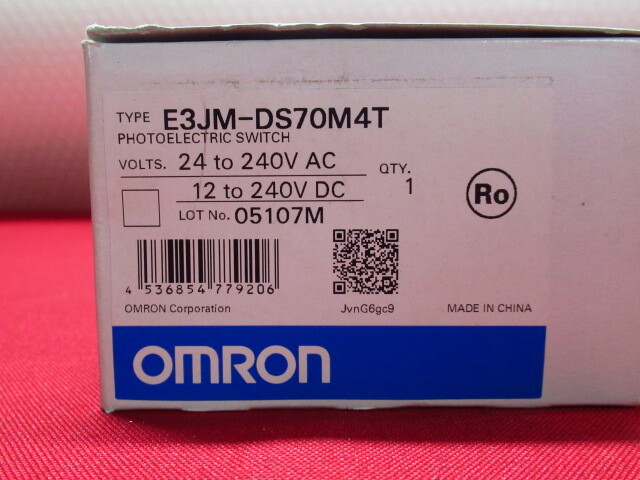 TYPE E3JM-DS70M4T
PHOTOELECTRIC SWITCH
VOLTS. 24 to 240V AC
12 to 240V DC
QTY.
1
Ro
LOT No. 05107M
4 536854 779206
OMRON Corporation
JvnG6gc9
MADE IN CHINA
OMRON